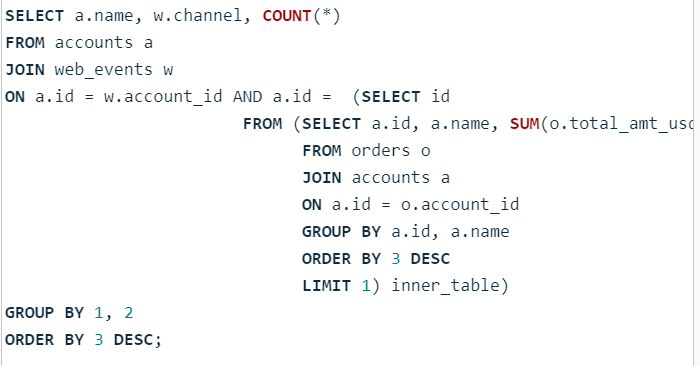 SELECT a.name, w.channel, COUNT(*)
FROM accounts a
JOIN web_events w
ON a.id = w.account_id AND a.id =  (SELECT id
FROM (SELECT a.id, a.name, SUM(o.total_amt_usd
FROM orders o
JOIN accounts a
ON a.id = o.account_id
GROUP BY a.id, a.name
ORDER BY 3 DESC
LIMIT 1) inner_table)
GROUP BY 1, 2
ORDER BY 3 DESC;